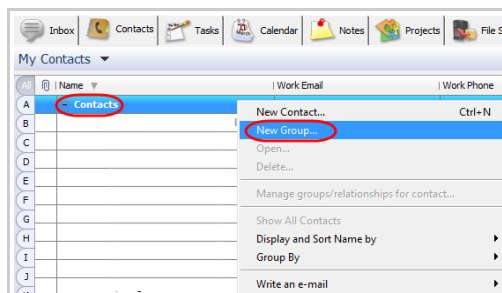 Inbox Contacts Tasks Calendar Notes Projects File S
My Contacts
All Name Work Email Work Phone
A - Contacts
B
C
D
E
F
G
H
I
J
New Contact... Ctrl+N
New Group...
Open...
Delete...
Manage groups/relationships for contact...
Show All Contacts
Display and Sort Name by
Group By
Write an e-mail